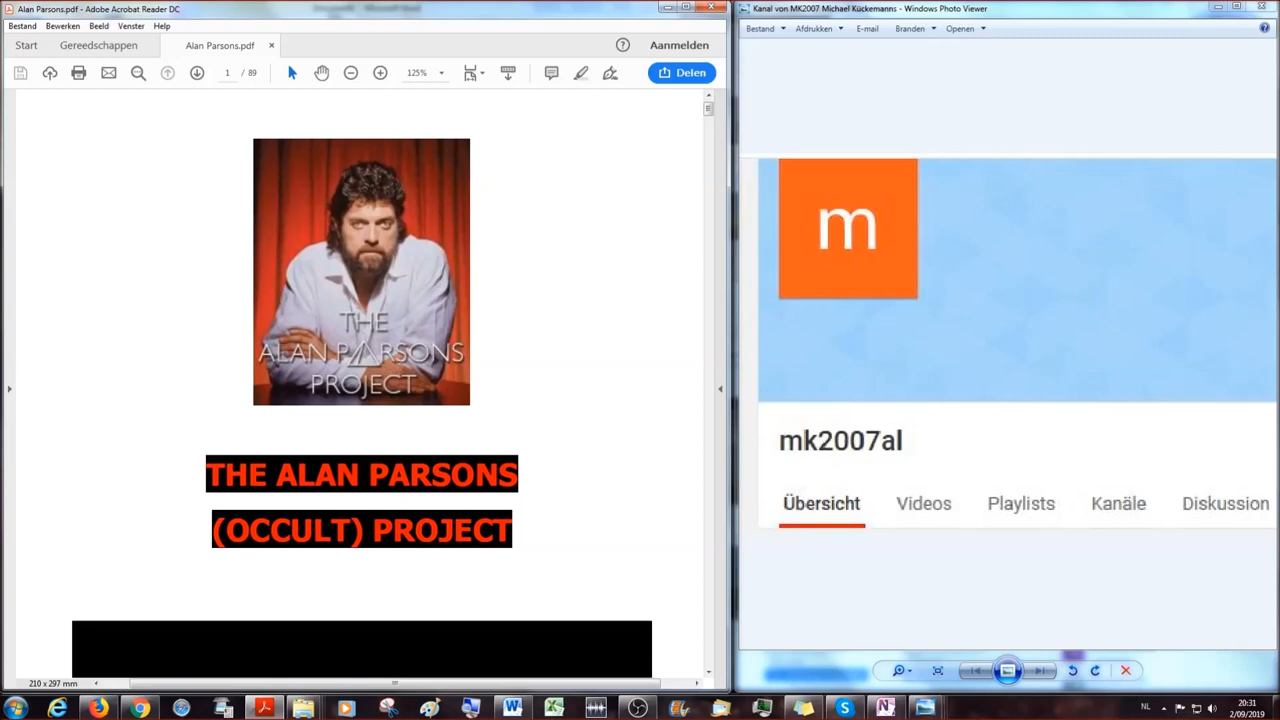 Alan Parsons.pdf - Adobe Acrobat Reader DC
Bestand Bewerken Beeld Venster Help
Start Gereedschappen Alan Parsons.pdf × Aanmelden
1 / 89 125% Delen
THE
ALAN PARSONS
PROJECT
THE ALAN PARSONS
(OCCULT) PROJECT
210 x 297 mm
Kanal von MK2007 Michael Kückemanns - Windows Photo Viewer
Bestand Afdrukken E-mail Branden Openen
m
mk2007al
Übersicht Videos Playlists Kanäle Diskussion
NL 20:31
2/09/2019